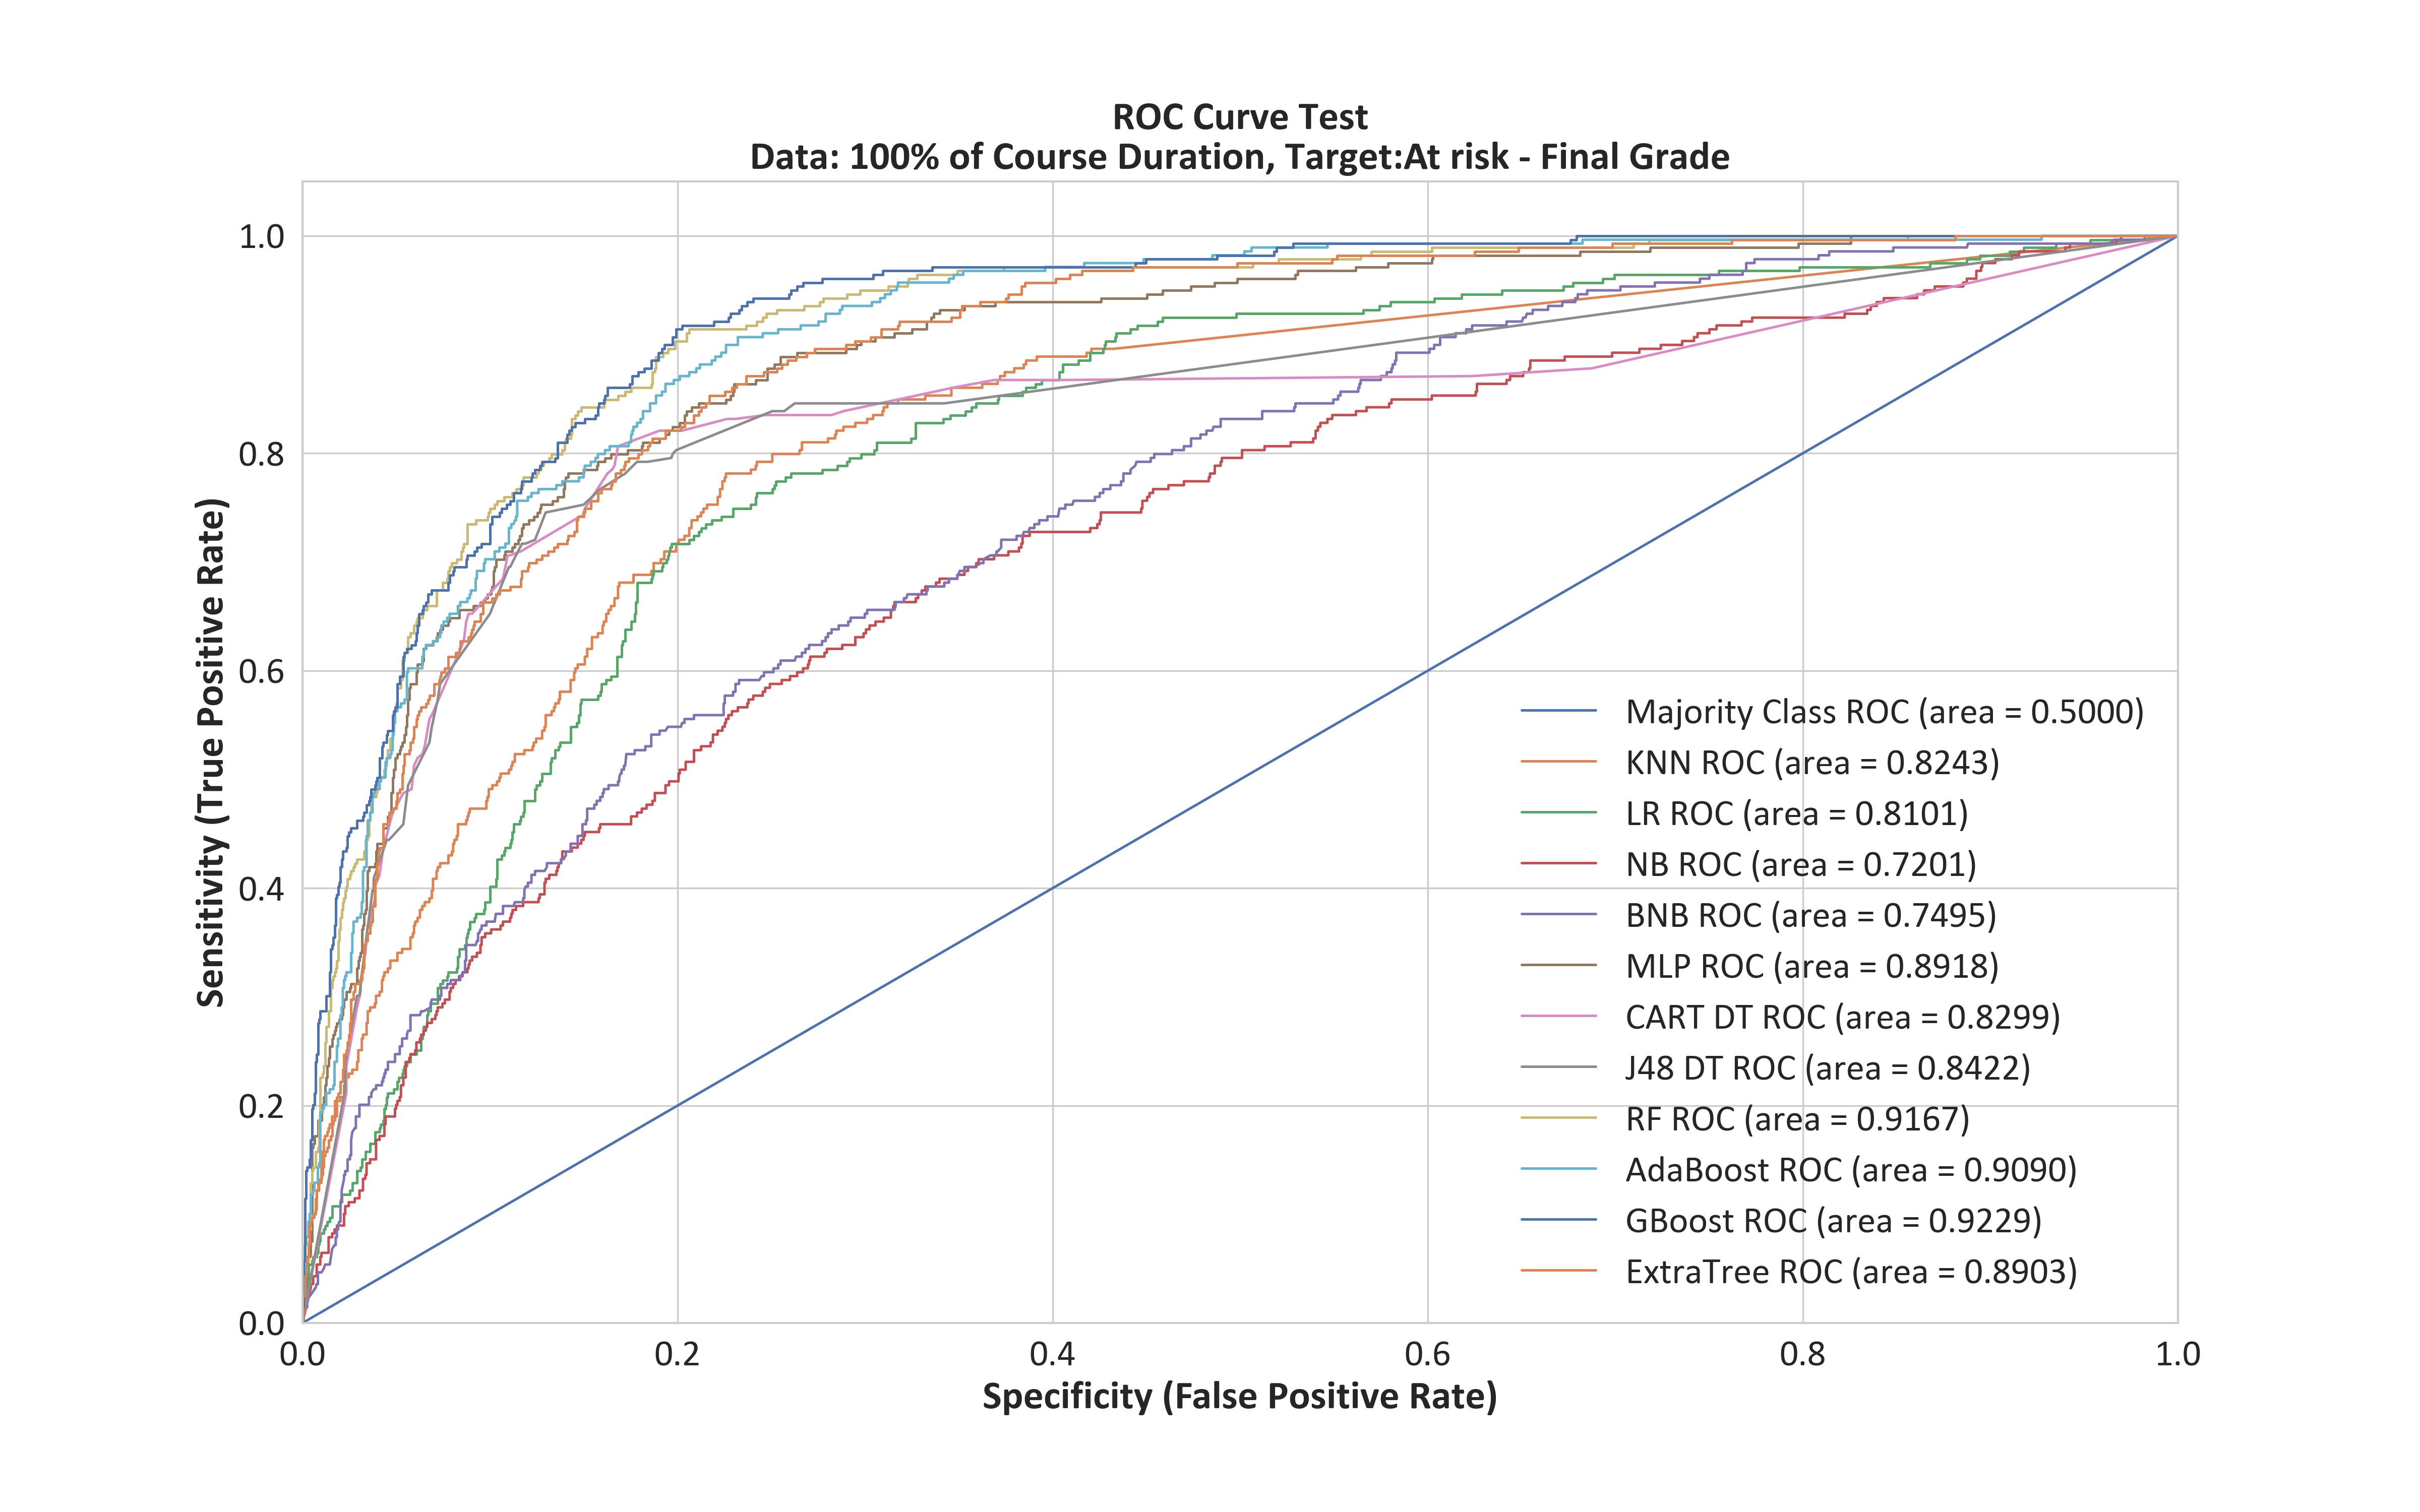 ROC Curve Test
Data: 100% of Course Duration, Target:At risk - Final Grade
Sensitivity (True Positive Rate)
1.0
0.8
0.6
0.4
0.2
0.0
Majority Class ROC (area = 0.5000)
KNN ROC (area = 0.8243)
LR ROC (area = 0.8101)
NB ROC (area = 0.7201)
BNB ROC (area = 0.7495)
MLP ROC (area = 0.8918)
CART DT ROC (area = 0.8299)
J48 DT ROC (area = 0.8422)
RF ROC (area = 0.9167)
AdaBoost ROC (area = 0.9090)
GBoost ROC (area = 0.9229)
ExtraTree ROC (area = 0.8903)
0.0 0.2 0.4 0.6 0.8 1.0
Specificity (False Positive Rate)